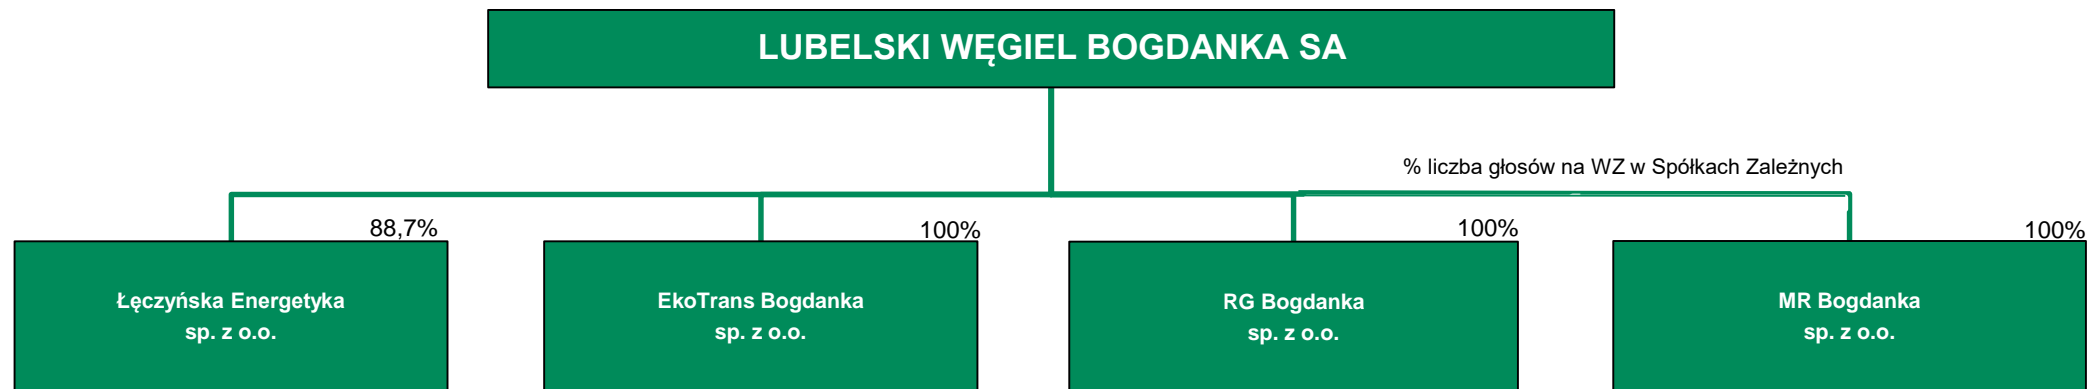 LUBELSKI WĘGIEL BOGDANKA SA
% liczba głosów na WZ w Spółkach Zależnych
88,7%
100%
100%
100%
Łęczyńska Energetyka
sp. z o.o.
EkoTrans Bogdanka
sp. z o.o.
RG Bogdanka
sp. z o.o.
MR Bogdanka
sp. z o.o.